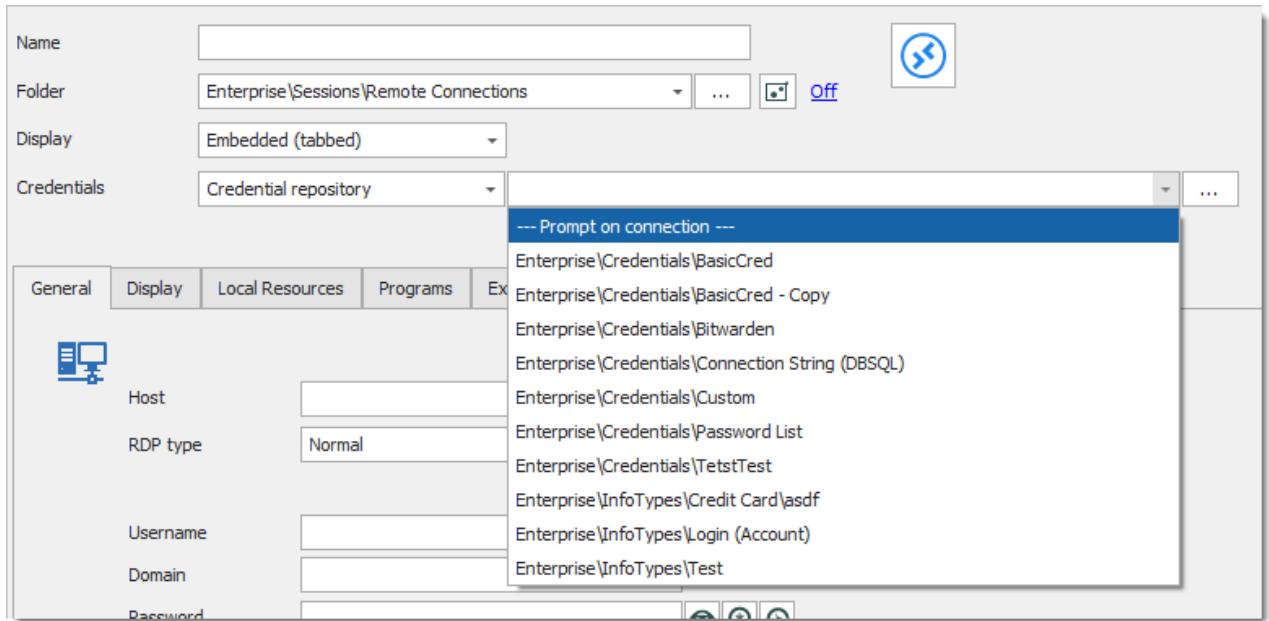 Name
Folder Enterprise\Sessions\Remote Connections ... Off
Display Embedded (tabbed)
Credentials Credential repository ...
--- Prompt on connection ---
Enterprise\Credentials\BasicCred
Enterprise\Credentials\BasicCred - Copy
Enterprise\Credentials\Bitwarden
Enterprise\Credentials\Connection String (DBSQL)
Enterprise\Credentials\Custom
Enterprise\Credentials\Password List
Enterprise\Credentials\TetstTest
Enterprise\InfoTypes\Credit Card\asdf
Enterprise\InfoTypes\Login (Account)
Enterprise\InfoTypes\Test
General Display Local Resources Programs Ex
Host
RDP type Normal
Username
Domain
Password